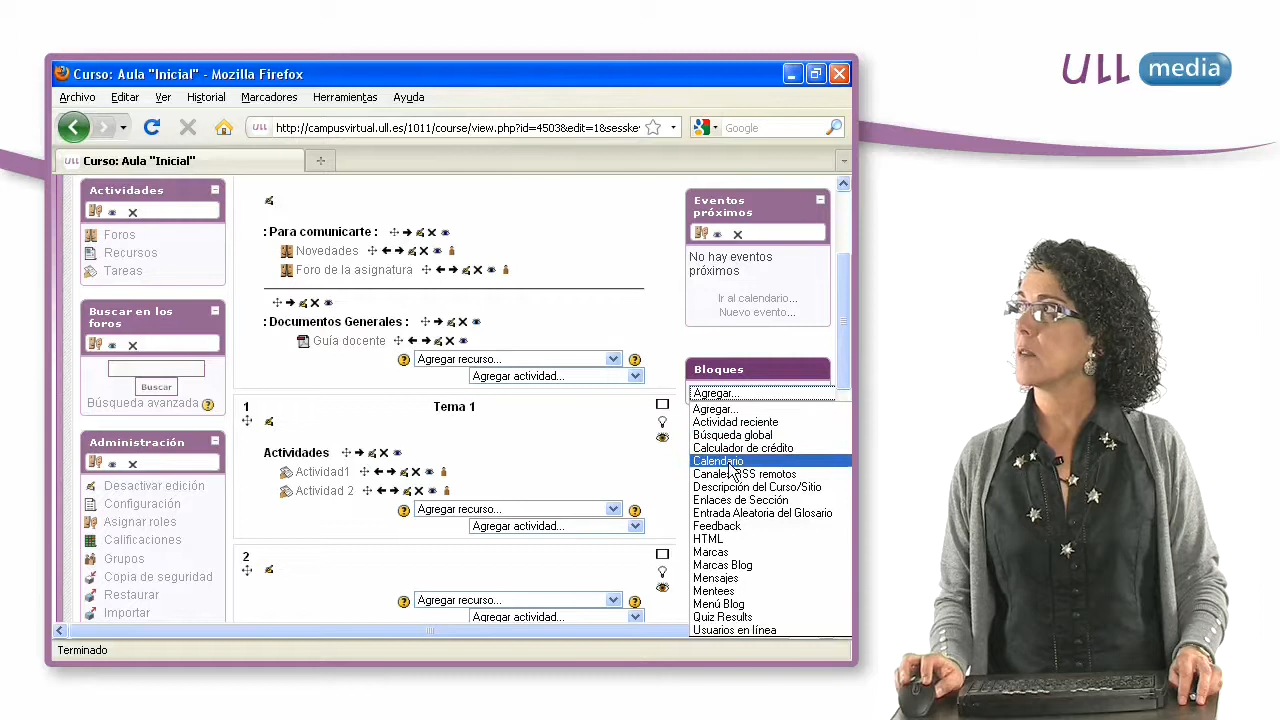 ULL media
Curso: Aula "Inicial" - Mozilla Firefox
Archivo Editar Ver Historial Marcadores Herramientas Ayuda
ULL http://campusvirtual.ull.es/1011/course/view.php?id=4503&edit=1&sesske Google
ULL Curso: Aula "Inicial"
Actividades
Foros
Recursos
Tareas
Buscar en los
foros
Buscar
Búsqueda avanzada
Administración
Desactivar edición
Configuración
Asignar roles
Calificaciones
Grupos
Copia de seguridad
Restaurar
Importar
: Para comunicarte :
Novedades
Foro de la asignatura
: Documentos Generales :
Guía docente
Agregar recurso...
Agregar actividad...
1 Tema 1
Actividades
Actividad1
Actividad 2
Agregar recurso...
Agregar actividad...
2
Agregar recurso...
Agregar actividad...
Eventos
próximos
No hay eventos
próximos
Ir al calendario...
Nuevo evento...
Bloques
Agregar...
Agregar...
Actividad reciente
Búsqueda global
Calculador de crédito
Calendario
Canales RSS remotos
Descripción del Curso/Sitio
Enlaces de Sección
Entrada Aleatoria del Glosario
Feedback
HTML
Marcas
Marcas Blog
Mensajes
Mentees
Menú Blog
Quiz Results
Usuarios en línea
Terminado